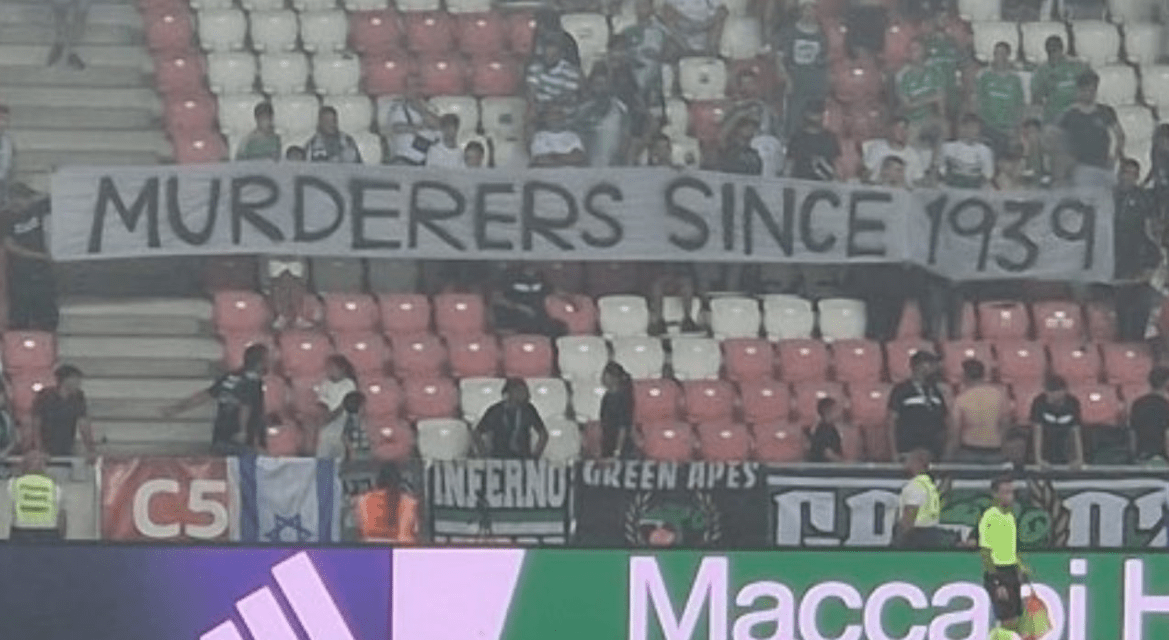 MURDERERS SINCE 1939
C5
INFERNO
GREEN APES
Maccabi H